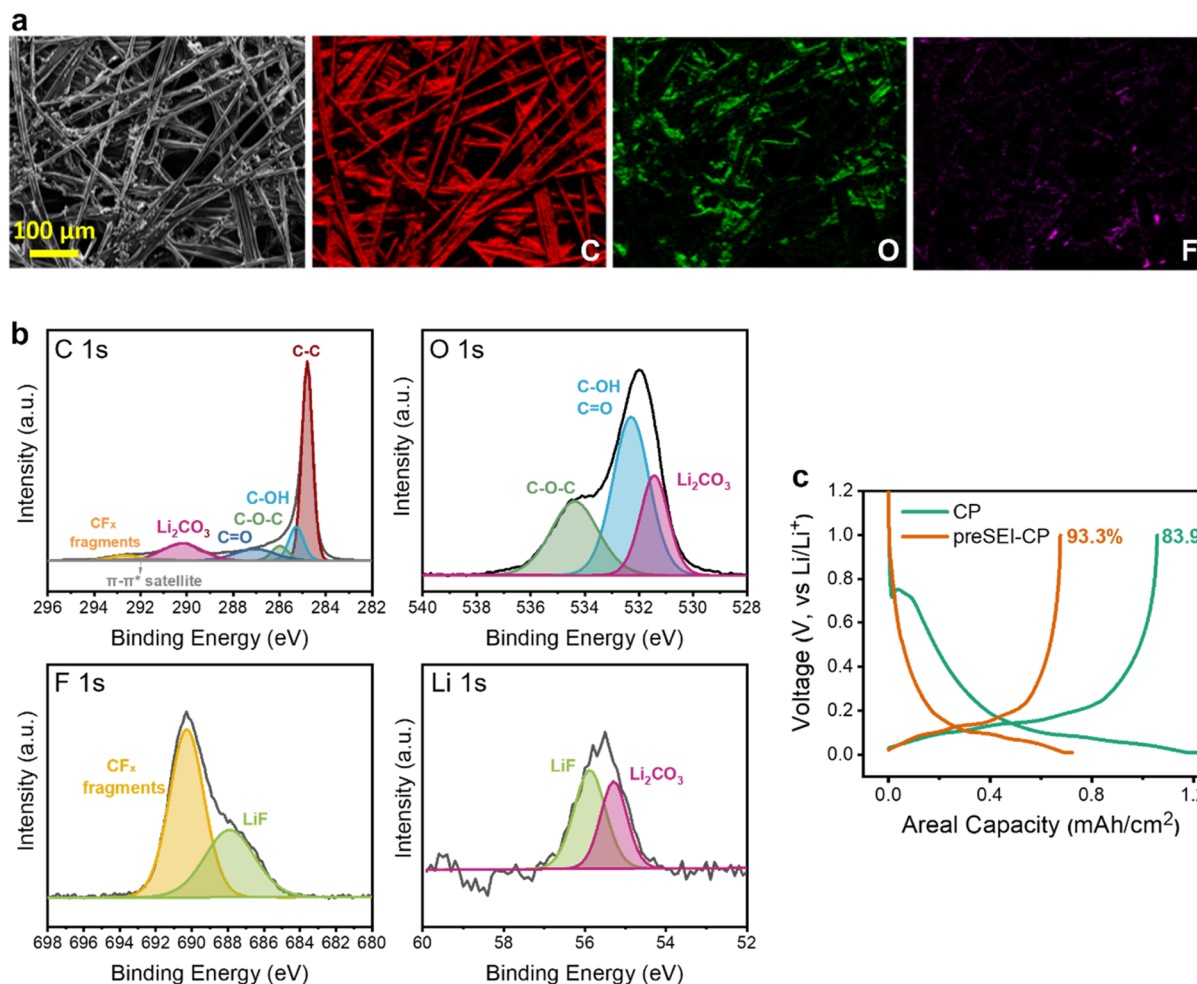 a
100 µm
C
O
F
b
C 1s
C-C
C-OH
C-O-C
C=O
Li₂CO₃
CFₓ
fragments
π-π* satellite
Intensity (a.u.)
296 294 292 290 288 286 284 282
Binding Energy (eV)
O 1s
C-OH
C=O
C-O-C
Li₂CO₃
Intensity (a.u.)
540 538 536 534 532 530 528
Binding Energy (eV)
F 1s
CFₓ
fragments
LiF
Intensity (a.u.)
698 696 694 692 690 688 686 684 682 680
Binding Energy (eV)
Li 1s
LiF
Li₂CO₃
Intensity (a.u.)
60 58 56 54 52
Binding Energy (eV)
c
CP
preSEI-CP
93.3%
83.9
Voltage (V, vs Li/Li⁺)
1.2
1.0
0.8
0.6
0.4
0.2
0.0
0.0 0.4 0.8 1.2
Areal Capacity (mAh/cm²)